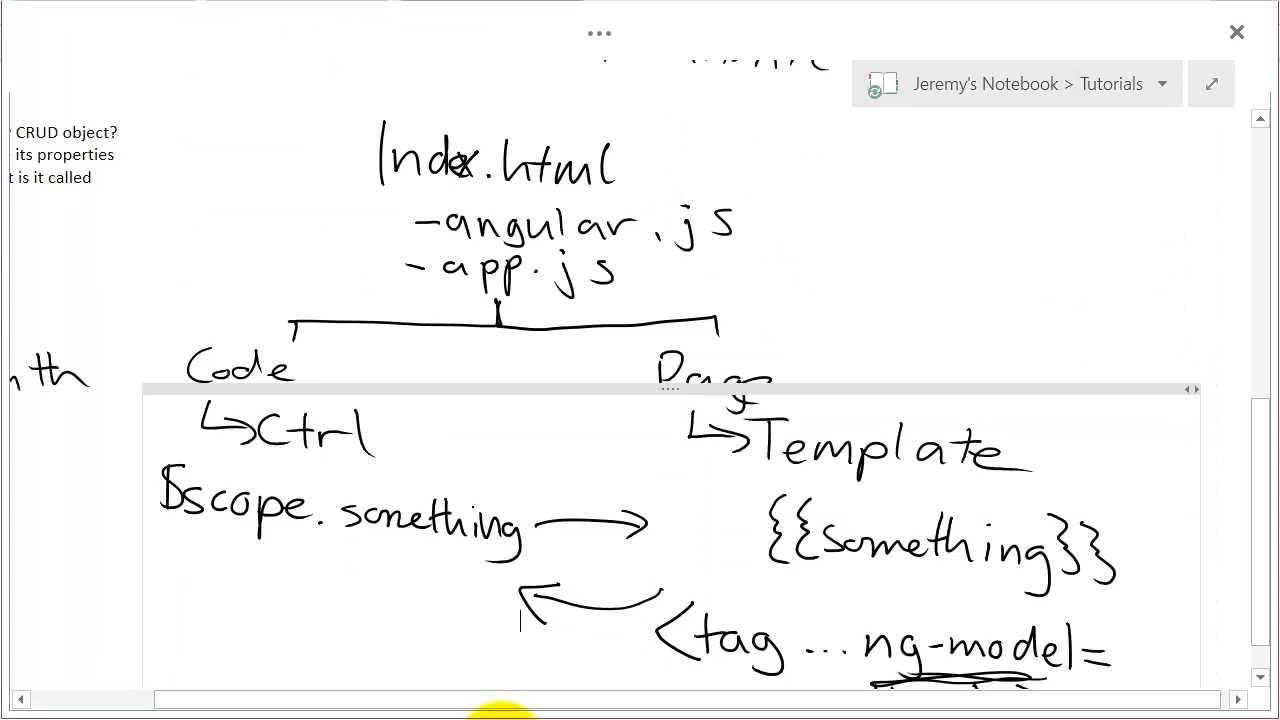 Jeremy's Notebook > Tutorials
CRUD object?
its properties
t is it called
Index.html
-angular.js
-app.js
Code
Page
Ctrl
Template
$scope.something
{{something}}
<tag ... ng-model=